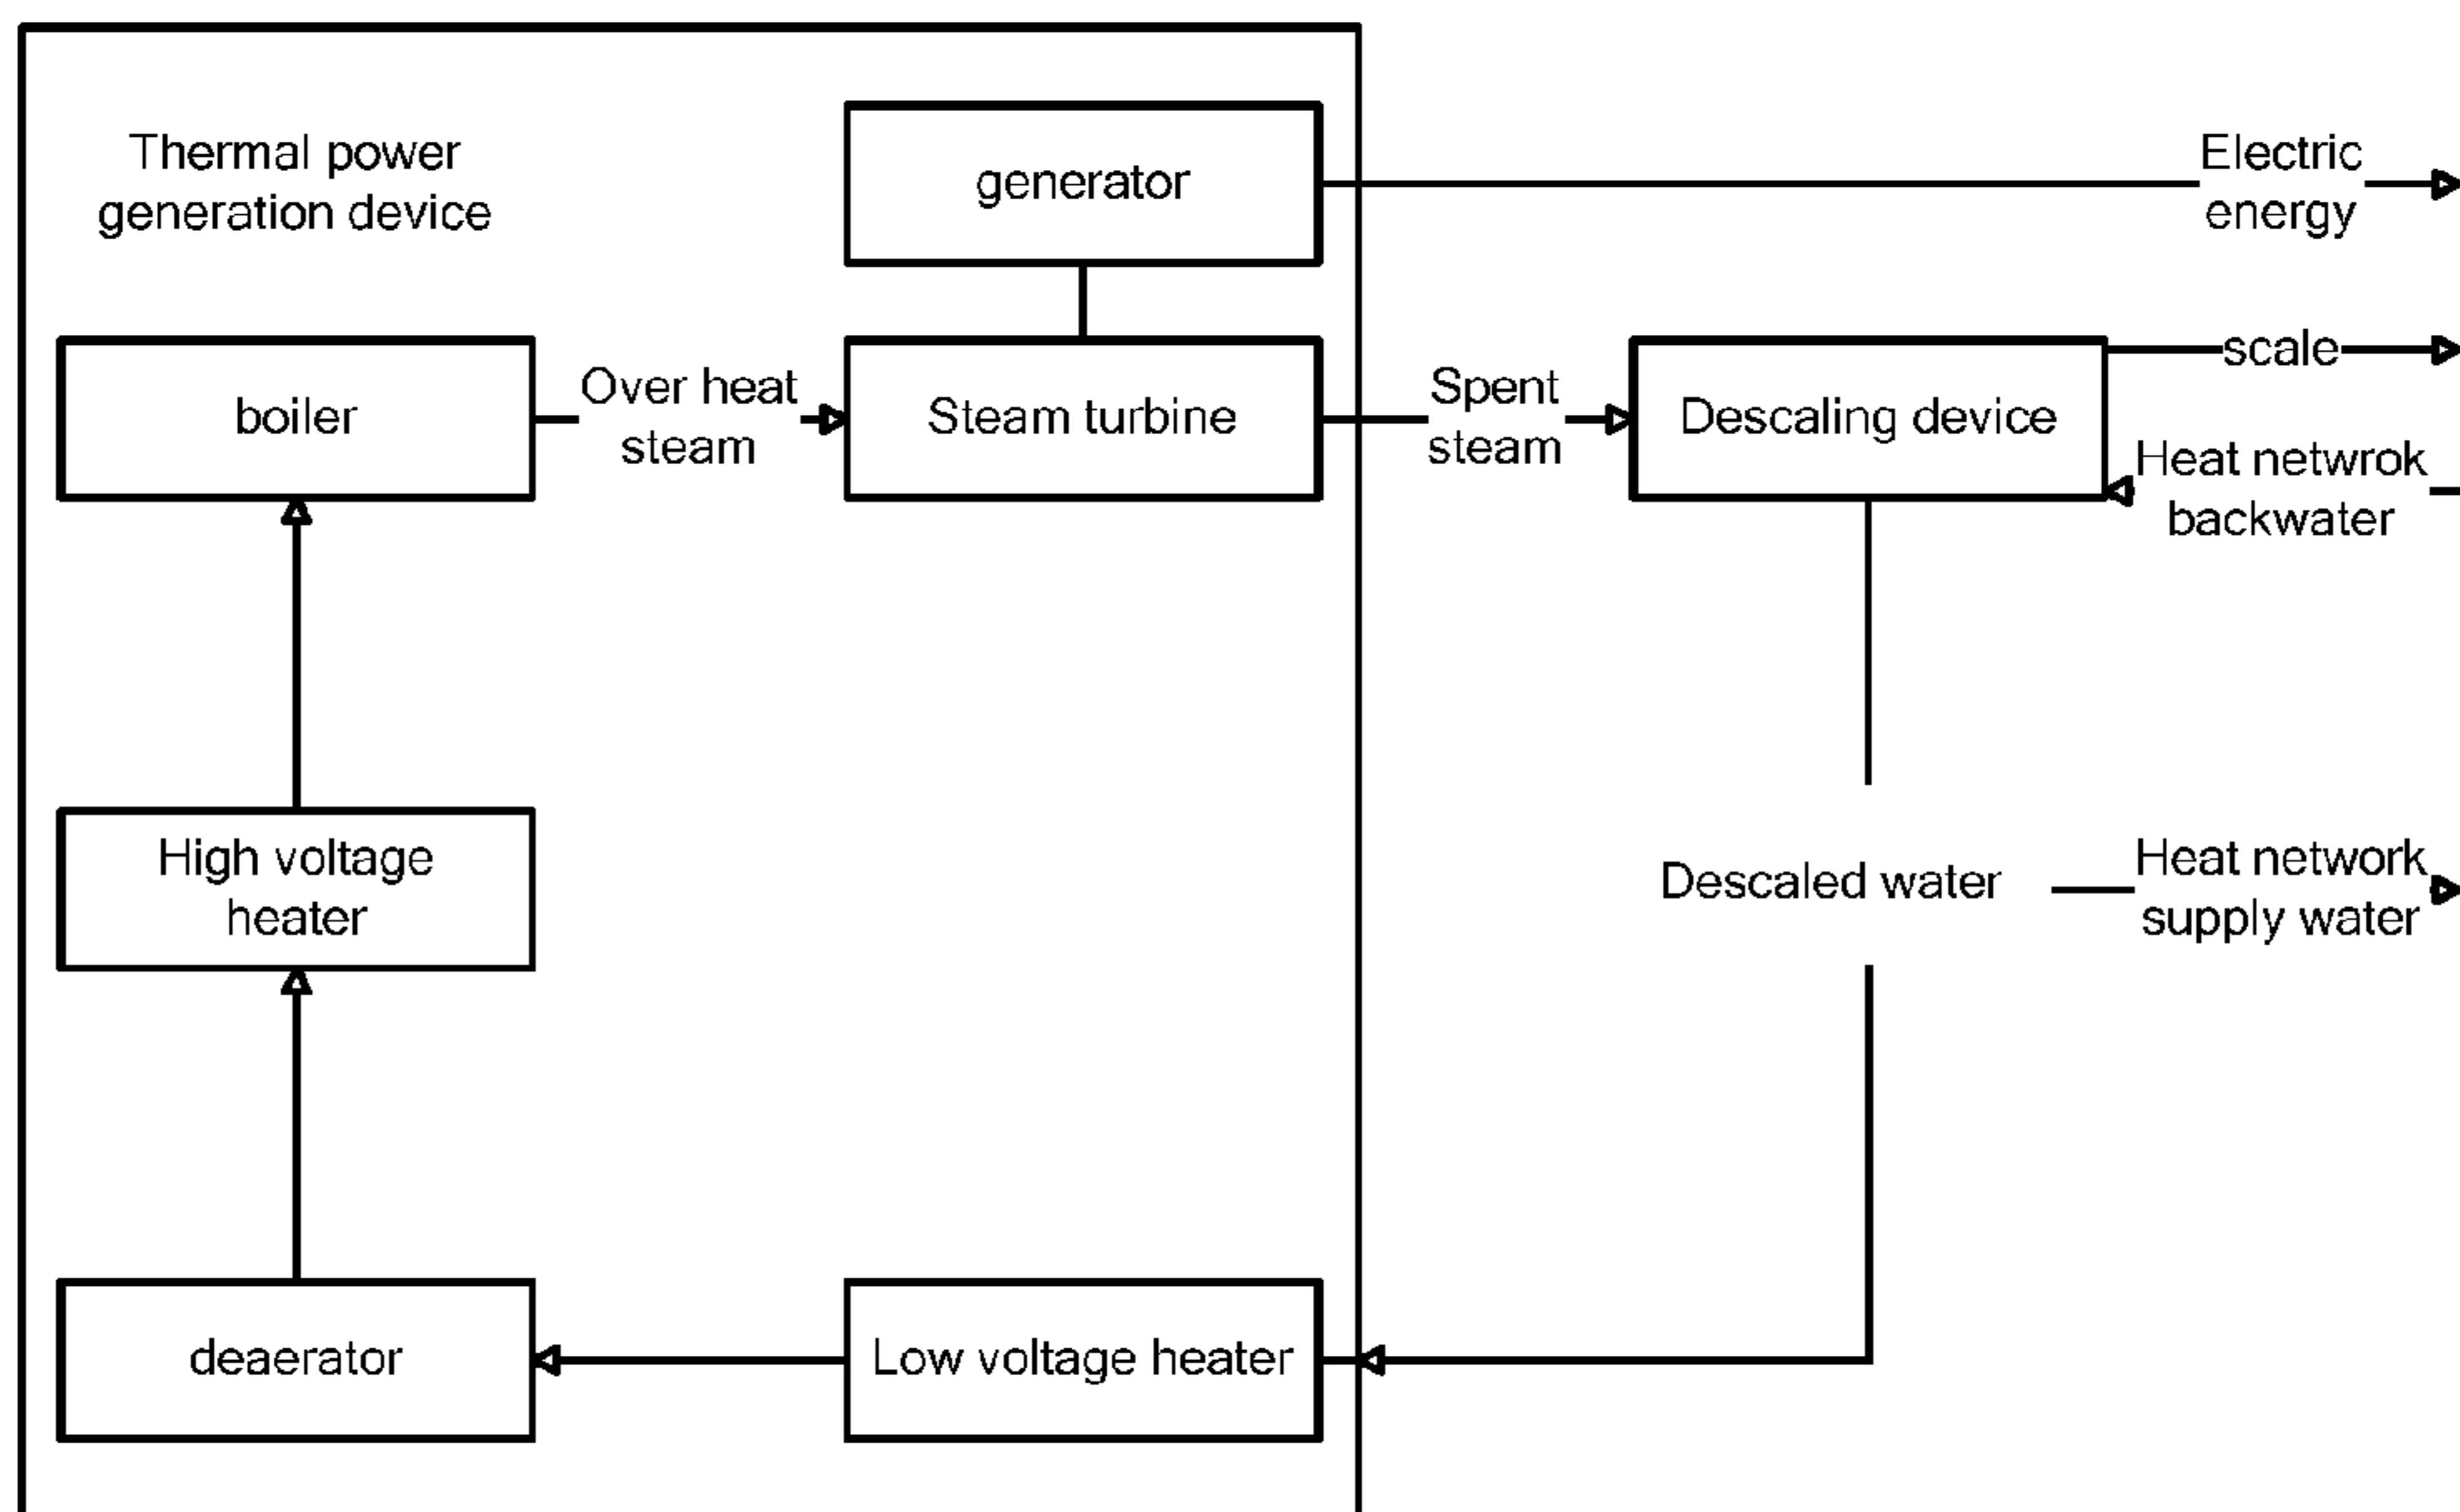 Thermal power
generation device
generator
Electric
energy
boiler
Over heat
steam
Steam turbine
Spent
steam
Descaling device
scale
Heat netwrok
backwater
High voltage
heater
Descaled water
Heat network
supply water
deaerator
Low voltage heater